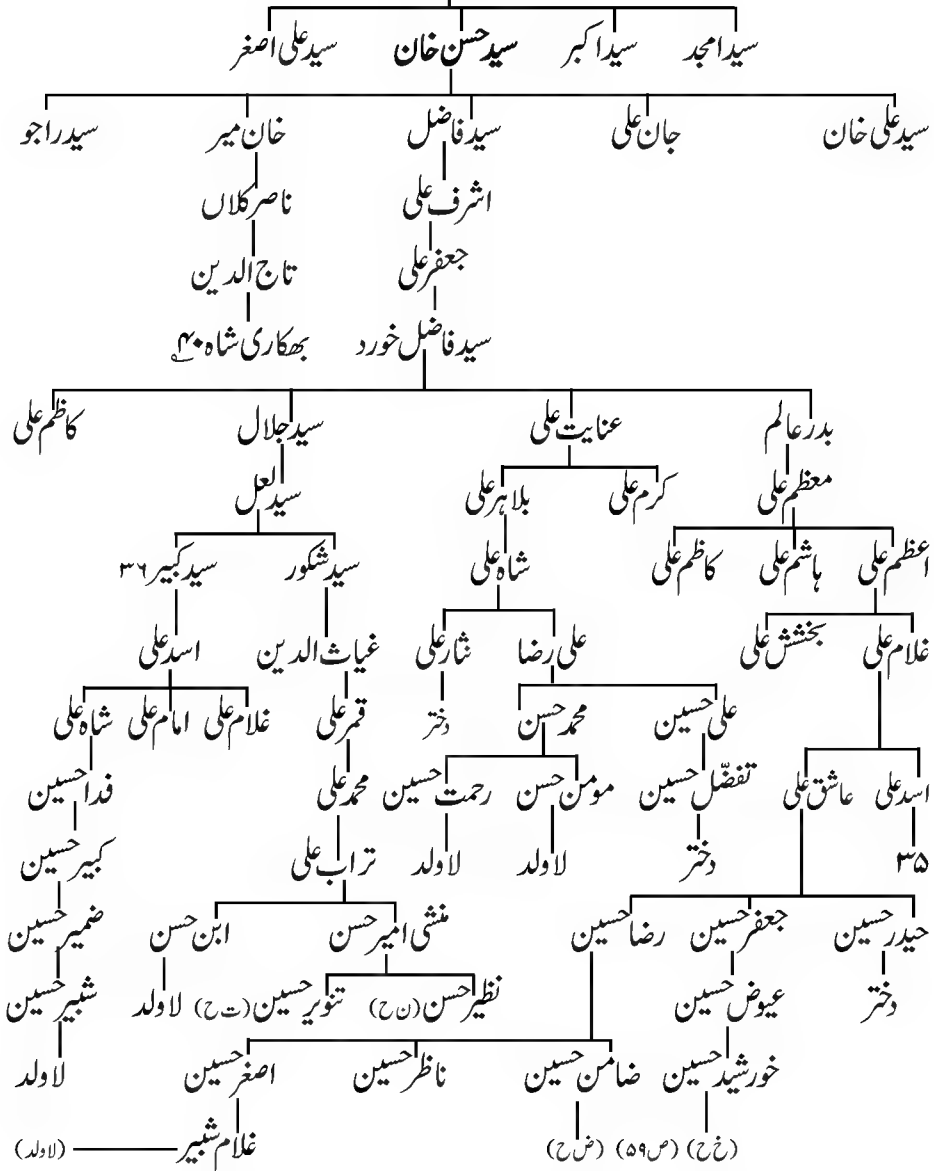 سید امجد سید اکبر سید حسن خان سید علی اصغر
سید علی خان جان علی سید فاضل خان میر سید راجو
اشرف علی ناصر کلاں
جعفر علی تاج الدین
سید فاضل خورد بھکاری شاہ ۴۰
بدر عالم عنایت علی سید جلال کاظم علی
معظم علی کرم علی بلاہر علی سید لعل
اعظم علی ہاشم علی کاظم علی شاہ علی سید شکور سید کبیر ۳۶
غلام علی بخشش علی علی رضا نثار علی غیاث الدین اسد علی
علی حسین محمد حسن دختر قمر علی غلام علی امام علی شاہ علی
اسد علی عاشق علی تفضّل حسین مومن حسن رحمت حسین محمد علی فدا حسین
۳۵ دختر لاولد لاولد تراب علی کبیر حسین
حیدر حسین جعفر حسین رضا حسین منشی امیر حسن ابن حسن ضمیر حسین
دختر عیوض حسین نظیر حسن (ن ح) تنویر حسین (ت ح) لاولد شبیر حسین
خورشید حسین ضامن حسین ناظر حسین اصغر حسین لاولد
(خ ح) (ص ۵۹) (ض ح) غلام شبیر (لاولد)